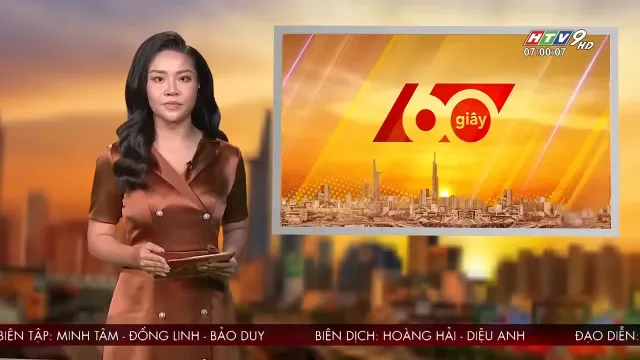 HTV9 HD
07:00:07
60 giây
BIÊN TẬP: MINH TÂM - ĐỒNG LINH - BẢO DUY
BIÊN DỊCH: HOÀNG HẢI - DIỆU ANH
ĐẠO DIỄN